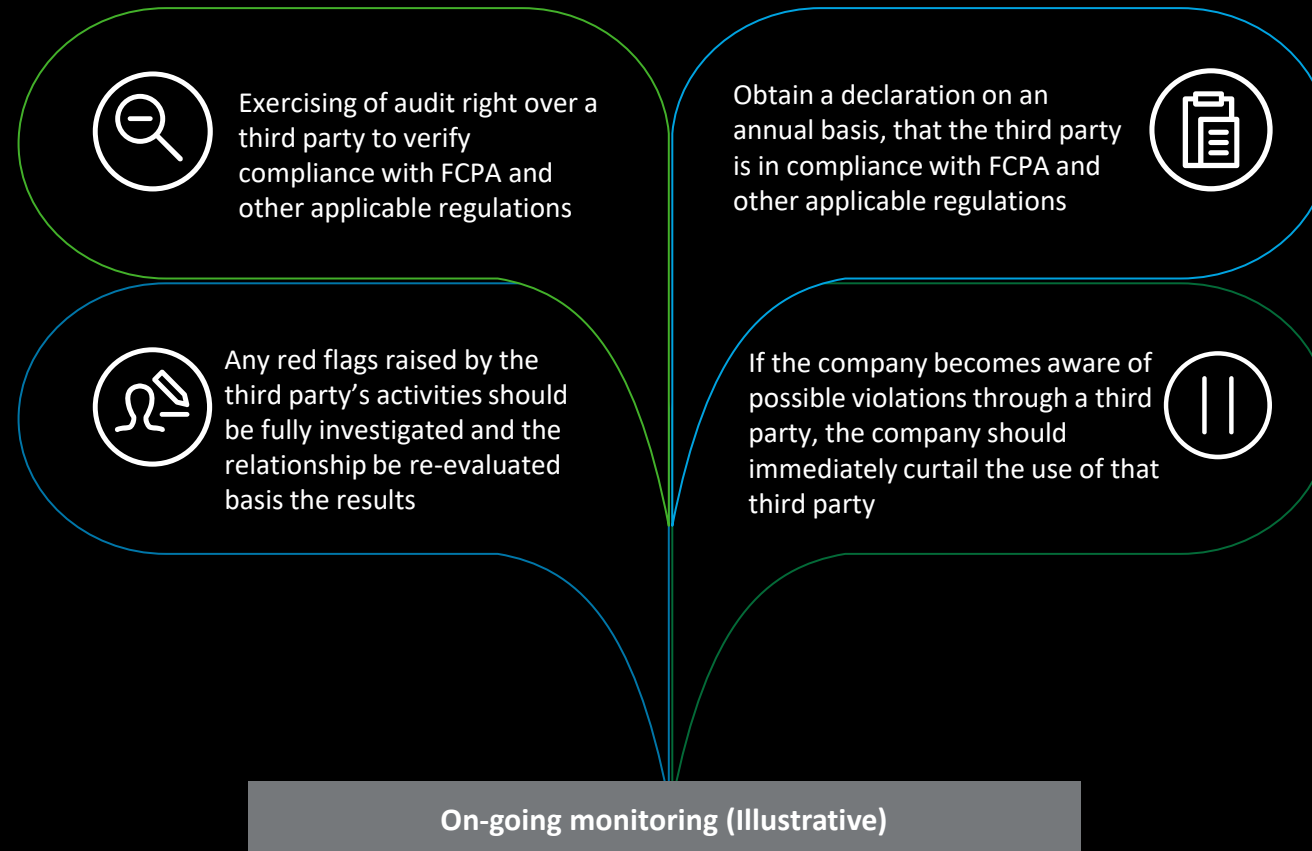 Exercising of audit right over a
third party to verify
compliance with FCPA and
other applicable regulations
Obtain a declaration on an
annual basis, that the third party
is in compliance with FCPA and
other applicable regulations
Any red flags raised by the
third party’s activities should
be fully investigated and the
relationship be re-evaluated
basis the results
If the company becomes aware of
possible violations through a third
party, the company should
immediately curtail the use of that
third party
On-going monitoring (Illustrative)